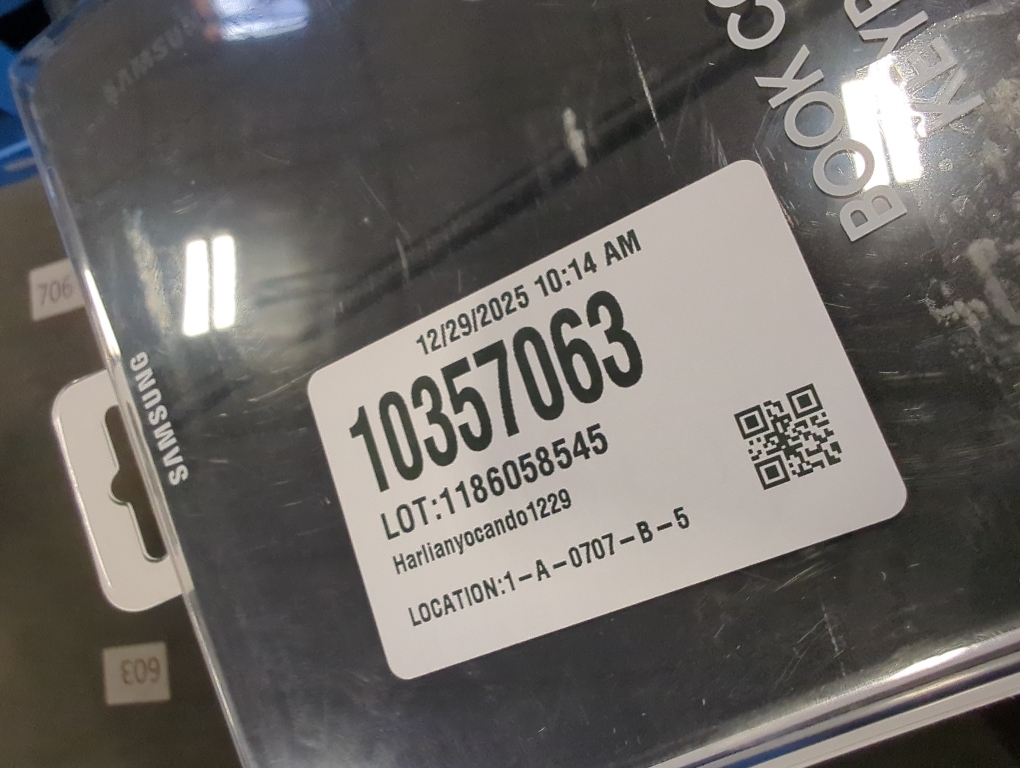 SAMSUNG
BOOK
SAMSUNG
706
12/29/2025 10:14 AM
10357063
LOT:1186058545
Harlianyocando1229
LOCATION:1-A-0707-B-5
603